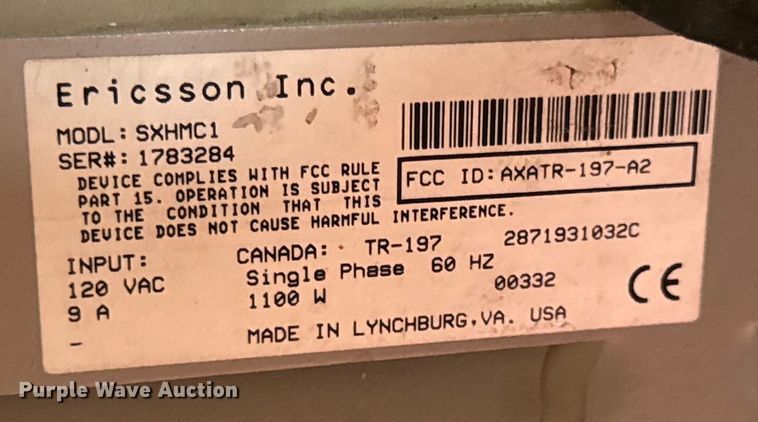 Ericsson Inc.
MODL: SXHMC1
SER#: 1783284
DEVICE COMPLIES WITH FCC RULE
PART 15. OPERATION IS SUBJECT
TO THE CONDITION THAT THIS
DEVICE DOES NOT CAUSE HARMFUL INTERFERENCE.
FCC ID: AXATR-197-A2
INPUT:
120 VAC
9 A
-
CANADA: TR-197 2871931032C
Single Phase 60 HZ
1100 W 00332
CE
MADE IN LYNCHBURG,VA. USA
Purple Wave Auction